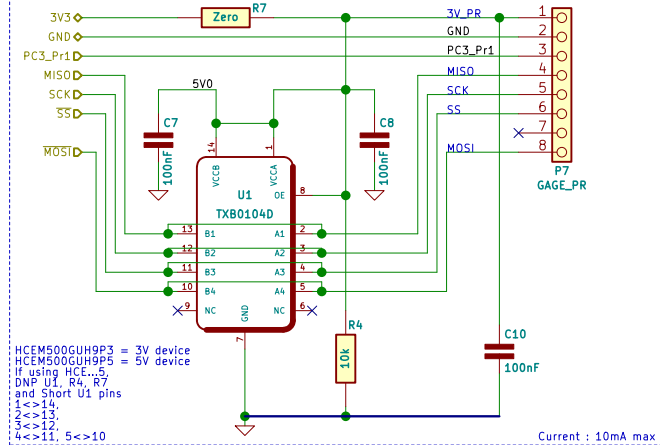 3V3
GND
PC3_Pr1
MISO
SCK
SS
MOSI
Zero
R7
3V_PR
GND
PC3_Pr1
MISO
SCK
SS
MOSI
1
2
3
4
5
6
7
8
P7
GAGE_PR
5V0
C7
100nF
C8
100nF
14
1
VCCB
VCCA
U1
OE
8
TXB0104D
13
B1
A1
2
12
B2
A2
3
11
B3
A3
4
10
B4
A4
5
9
NC
NC
6
GND
7
R4
10k
C10
100nF
HCEM500GUH9P3 = 3V device
HCEM500GUH9P5 = 5V device
If using HCE...5,
DNP U1, R4, R7
and Short U1 pins
1<>14,
2<>13,
3<>12,
4<>11, 5<>10
Current : 10mA max